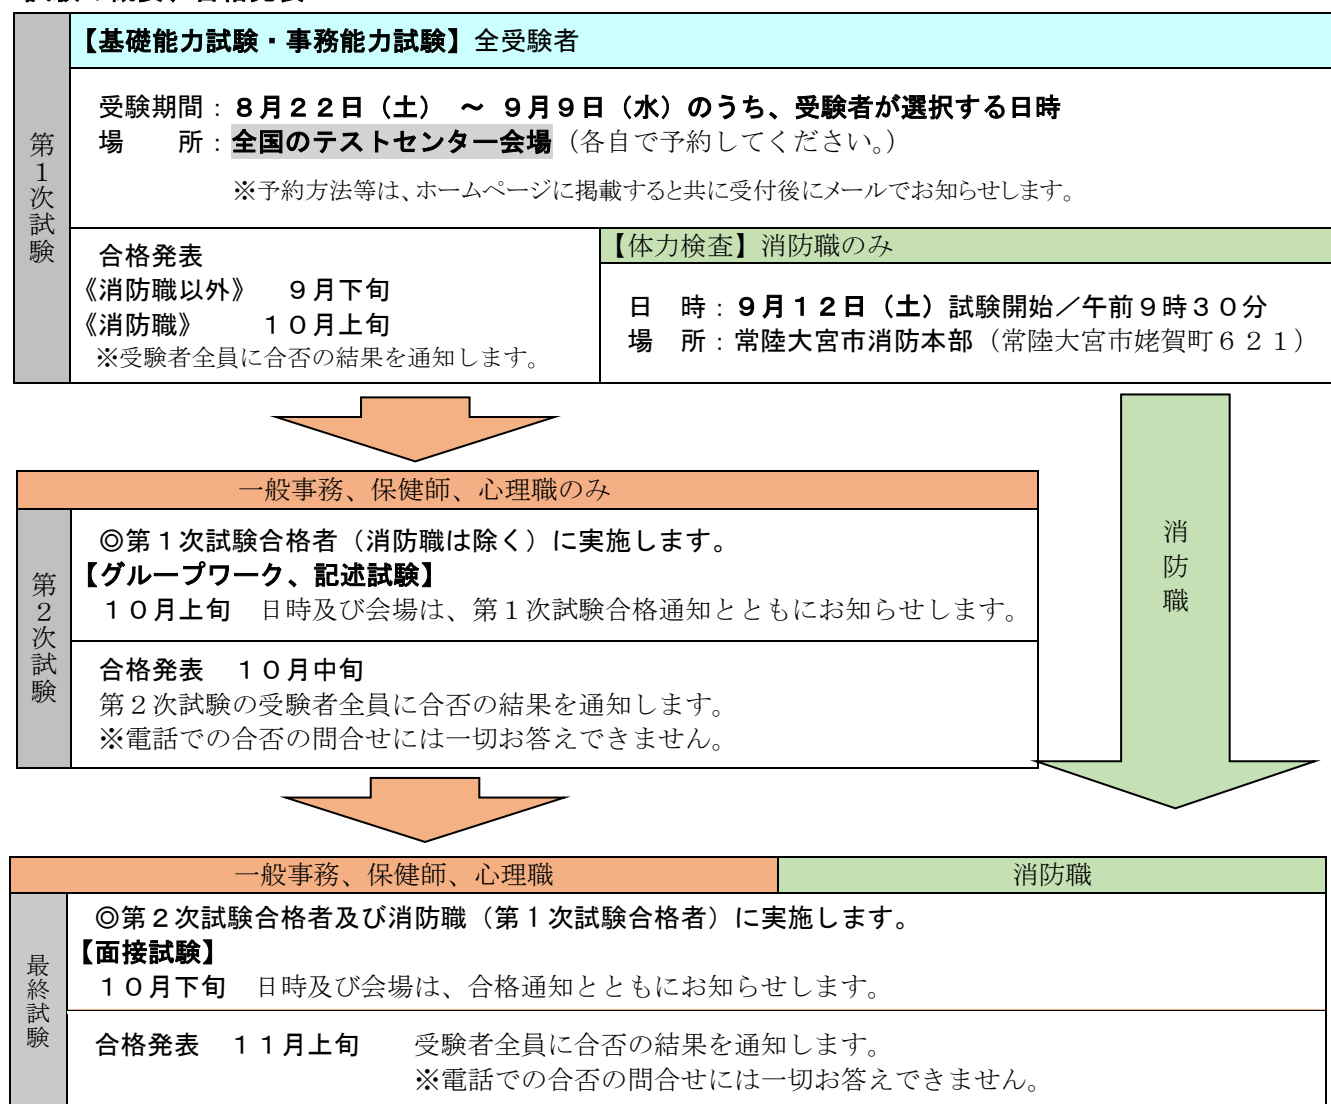 第1次試験
【基礎能力試験・事務能力試験】全受験者
受験期間：８月２２日（土） ～ ９月９日（水）のうち、受験者が選択する日時
場　　所：全国のテストセンター会場（各自で予約してください。）
※予約方法等は、ホームページに掲載すると共に受付後にメールでお知らせします。
合格発表
《消防職以外》　９月下旬
《消防職》　　１０月上旬
※受験者全員に合否の結果を通知します。
【体力検査】消防職のみ
日　時：９月１２日（土）試験開始／午前９時３０分
場　所：常陸大宮市消防本部（常陸大宮市姥賀町６２１）
消防職
一般事務、保健師、心理職のみ
第2次試験
◎第１次試験合格者（消防職は除く）に実施します。
【グループワーク、記述試験】
１０月上旬　日時及び会場は、第１次試験合格通知とともにお知らせします。
合格発表　１０月中旬
第２次試験の受験者全員に合否の結果を通知します。
※電話での合否の問合せには一切お答えできません。
一般事務、保健師、心理職
消防職
最終試験
◎第２次試験合格者及び消防職（第１次試験合格者）に実施します。
【面接試験】
１０月下旬　日時及び会場は、合格通知とともにお知らせします。
合格発表　１１月上旬　　受験者全員に合否の結果を通知します。
※電話での合否の問合せには一切お答えできません。